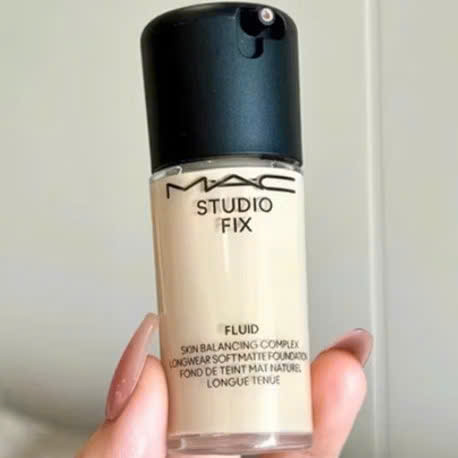 MAC
STUDIO
FIX
FLUID
SKIN BALANCING COMPLEX
LONGWEAR SOFT MATTE FOUNDATION
FOND DE TEINT MAT NATUREL
LONGUE TENUE